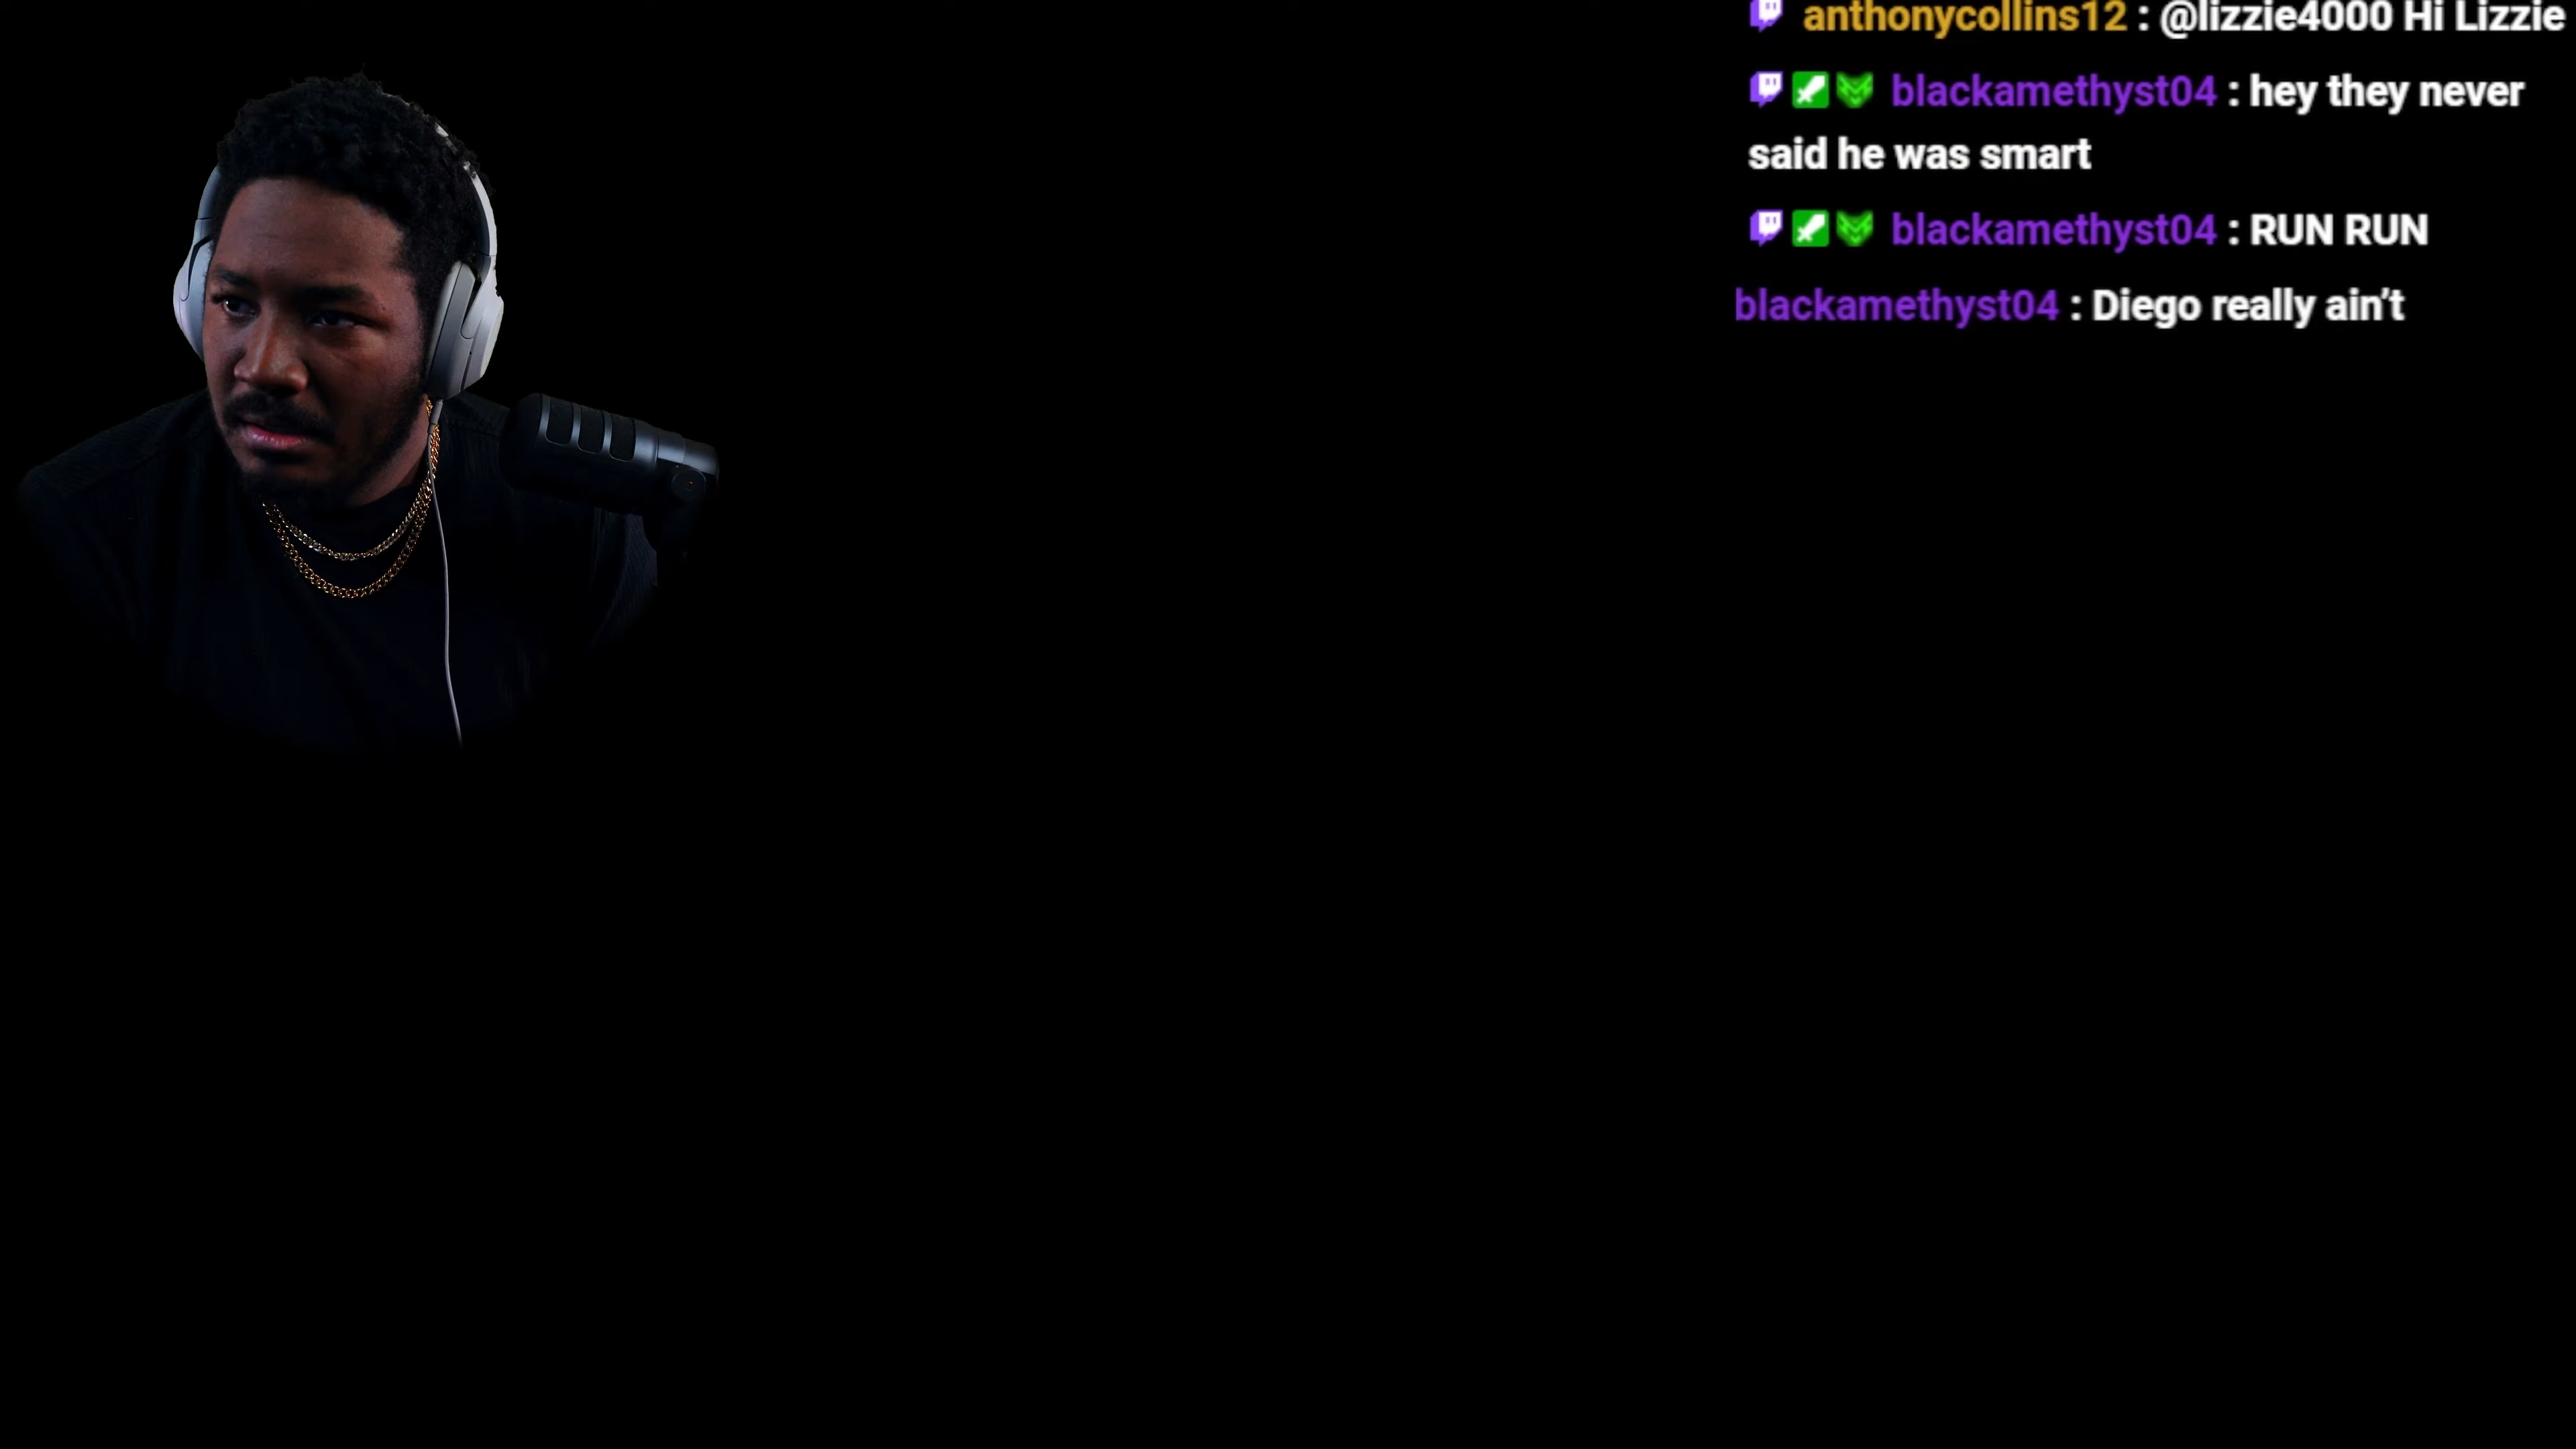 anthonycollins12 : @lizzie4000 Hi Lizzie
blackamethyst04 : hey they never
said he was smart
blackamethyst04 : RUN RUN
blackamethyst04 : Diego really ain’t